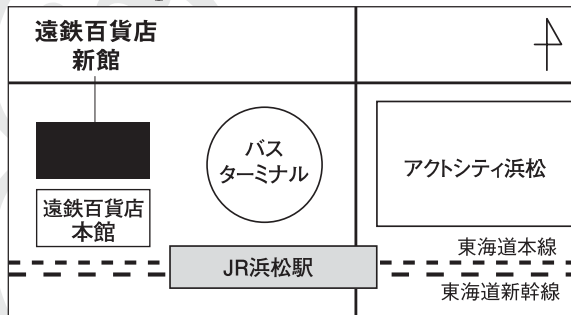 遠鉄百貨店
新館
バス
ターミナル
アクトシティ浜松
遠鉄百貨店
本館
JR浜松駅
東海道本線
東海道新幹線